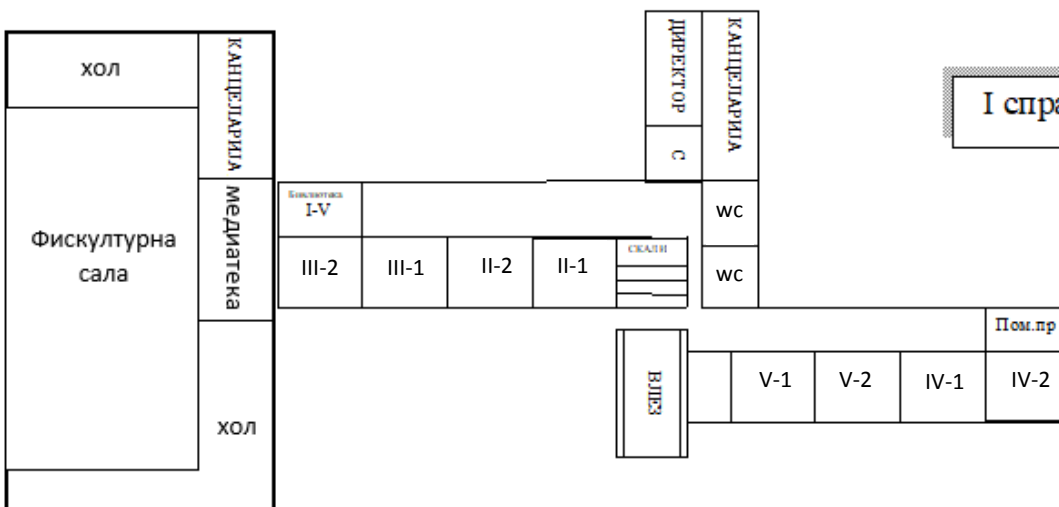 хол
КАНЦЕЛАРИЈА
ДИРЕКТОР
КАНЦЕЛАРИЈА
I спра
С
Фискултурна
сала
медиатека
Библиотека
I-V
wc
СКАЛИ
III-2
III-1
II-2
II-1
wc
Пом.пр
ВЛЕЗ
V-1
V-2
IV-1
IV-2
хол